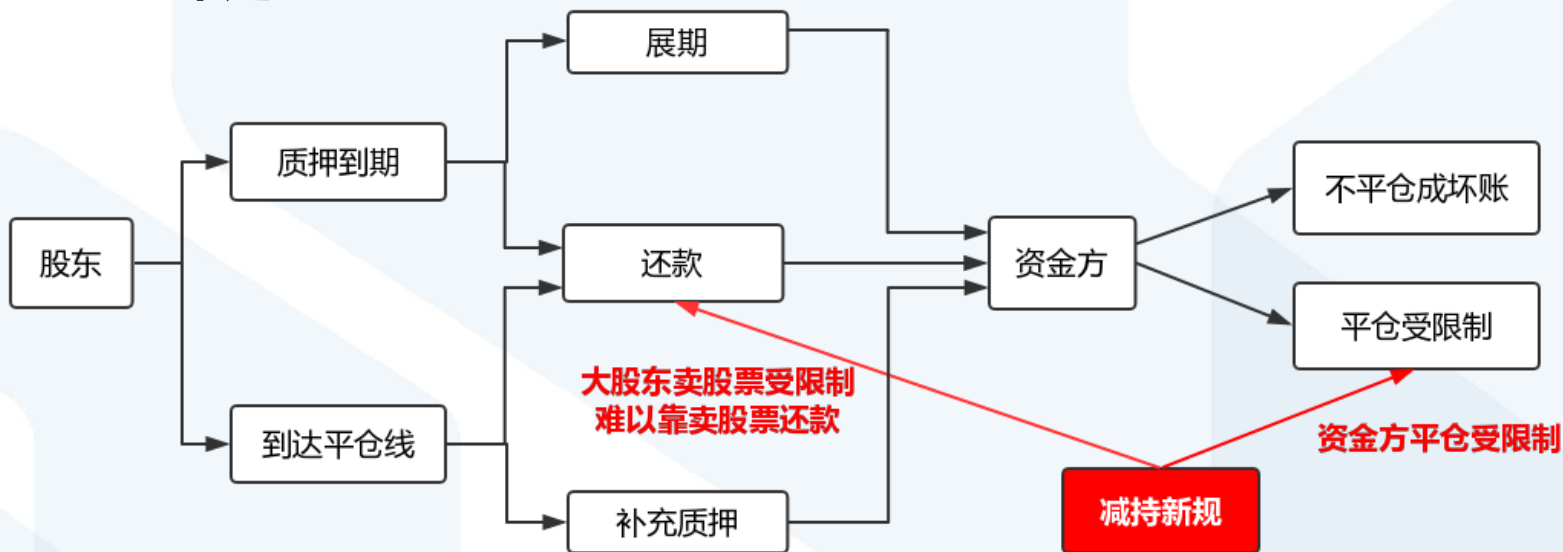 展期
质押到期
不平仓成坏账
股东
还款
资金方
平仓受限制
大股东卖股票受限制
难以靠卖股票还款
到达平仓线
资金方平仓受限制
补充质押
减持新规